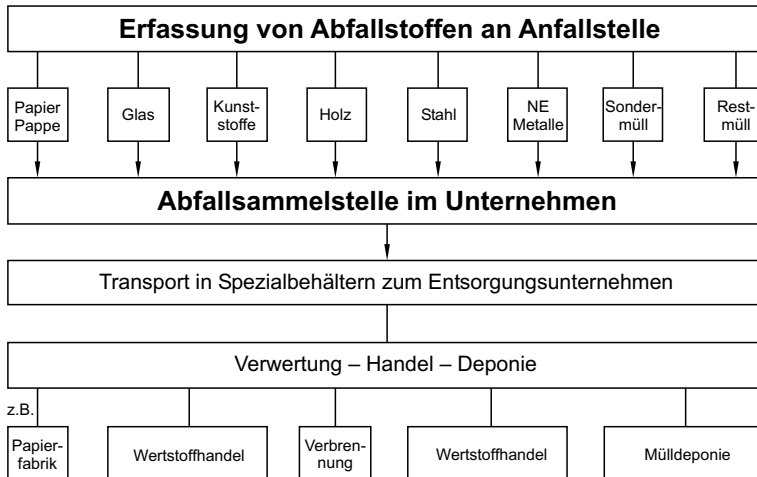 Erfassung von Abfallstoffen an Anfallstelle
Papier
Pappe
Glas
Kunst-
stoffe
Holz
Stahl
NE
Metalle
Sonder-
müll
Rest-
müll
Abfallsammelstelle im Unternehmen
Transport in Spezialbehältern zum Entsorgungsunternehmen
Verwertung – Handel – Deponie
z.B.
Papier-
fabrik
Wertstoffhandel
Verbren-
nung
Wertstoffhandel
Mülldeponie